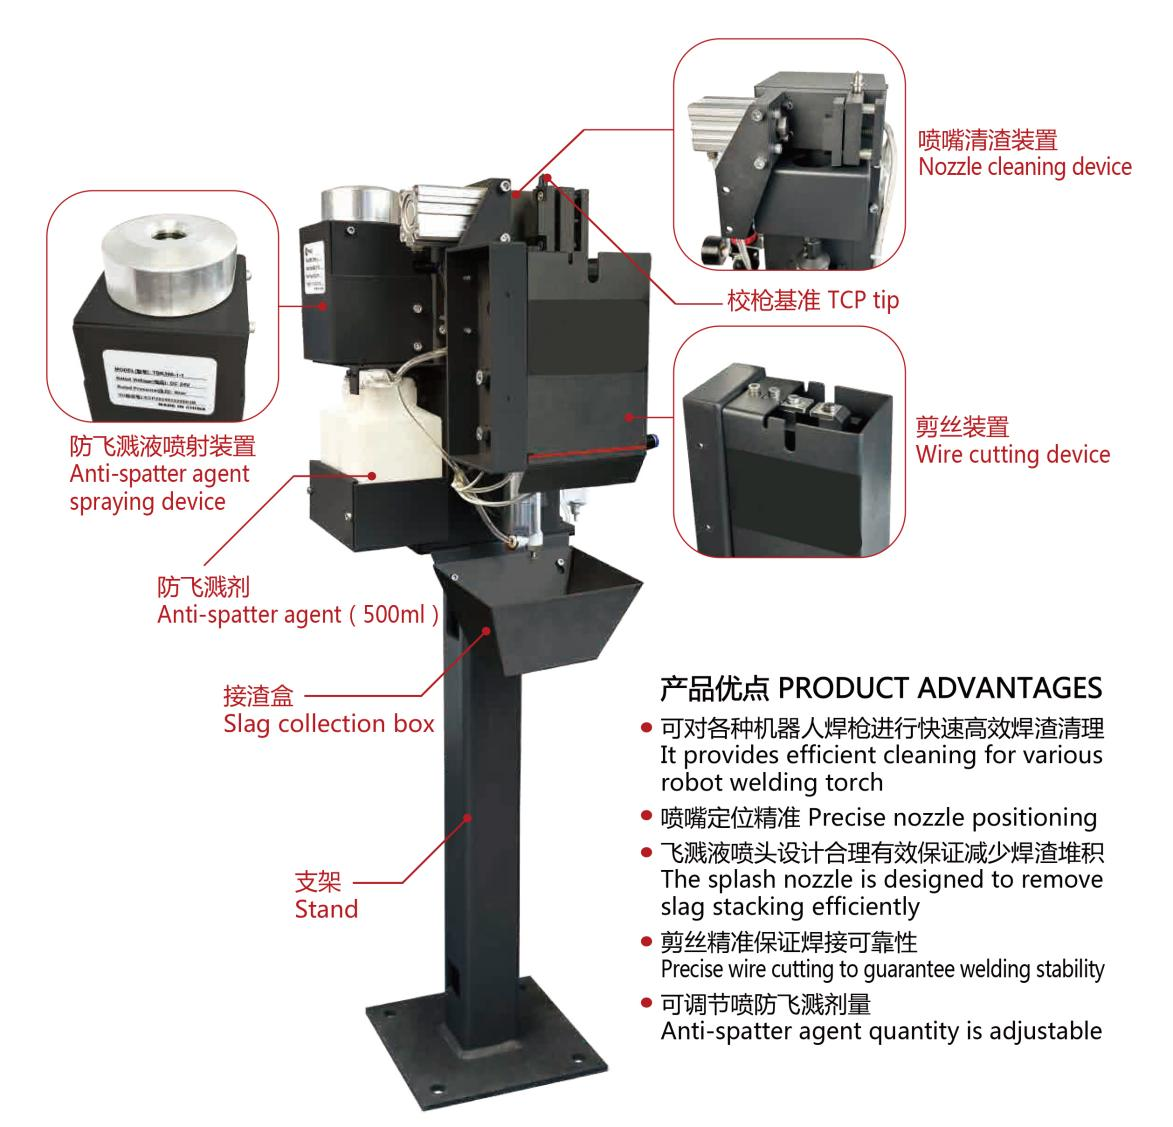 喷嘴清渣装置
Nozzle cleaning device
校枪基准 TCP tip
剪丝装置
Wire cutting device
防飞溅液喷射装置
Anti-spatter agent
spraying device
防飞溅剂
Anti-spatter agent ( 500ml )
接渣盒
Slag collection box
支架
Stand
MADE IN CHINA
产品优点 PRODUCT ADVANTAGES
可对各种机器人焊枪进行快速高效焊渣清理
It provides efficient cleaning for various
robot welding torch
喷嘴定位精准 Precise nozzle positioning
飞溅液喷头设计合理有效保证减少焊渣堆积
The splash nozzle is designed to remove
slag stacking efficiently
剪丝精准保证焊接可靠性
Precise wire cutting to guarantee welding stability
可调节喷防飞溅剂量
Anti-spatter agent quantity is adjustable